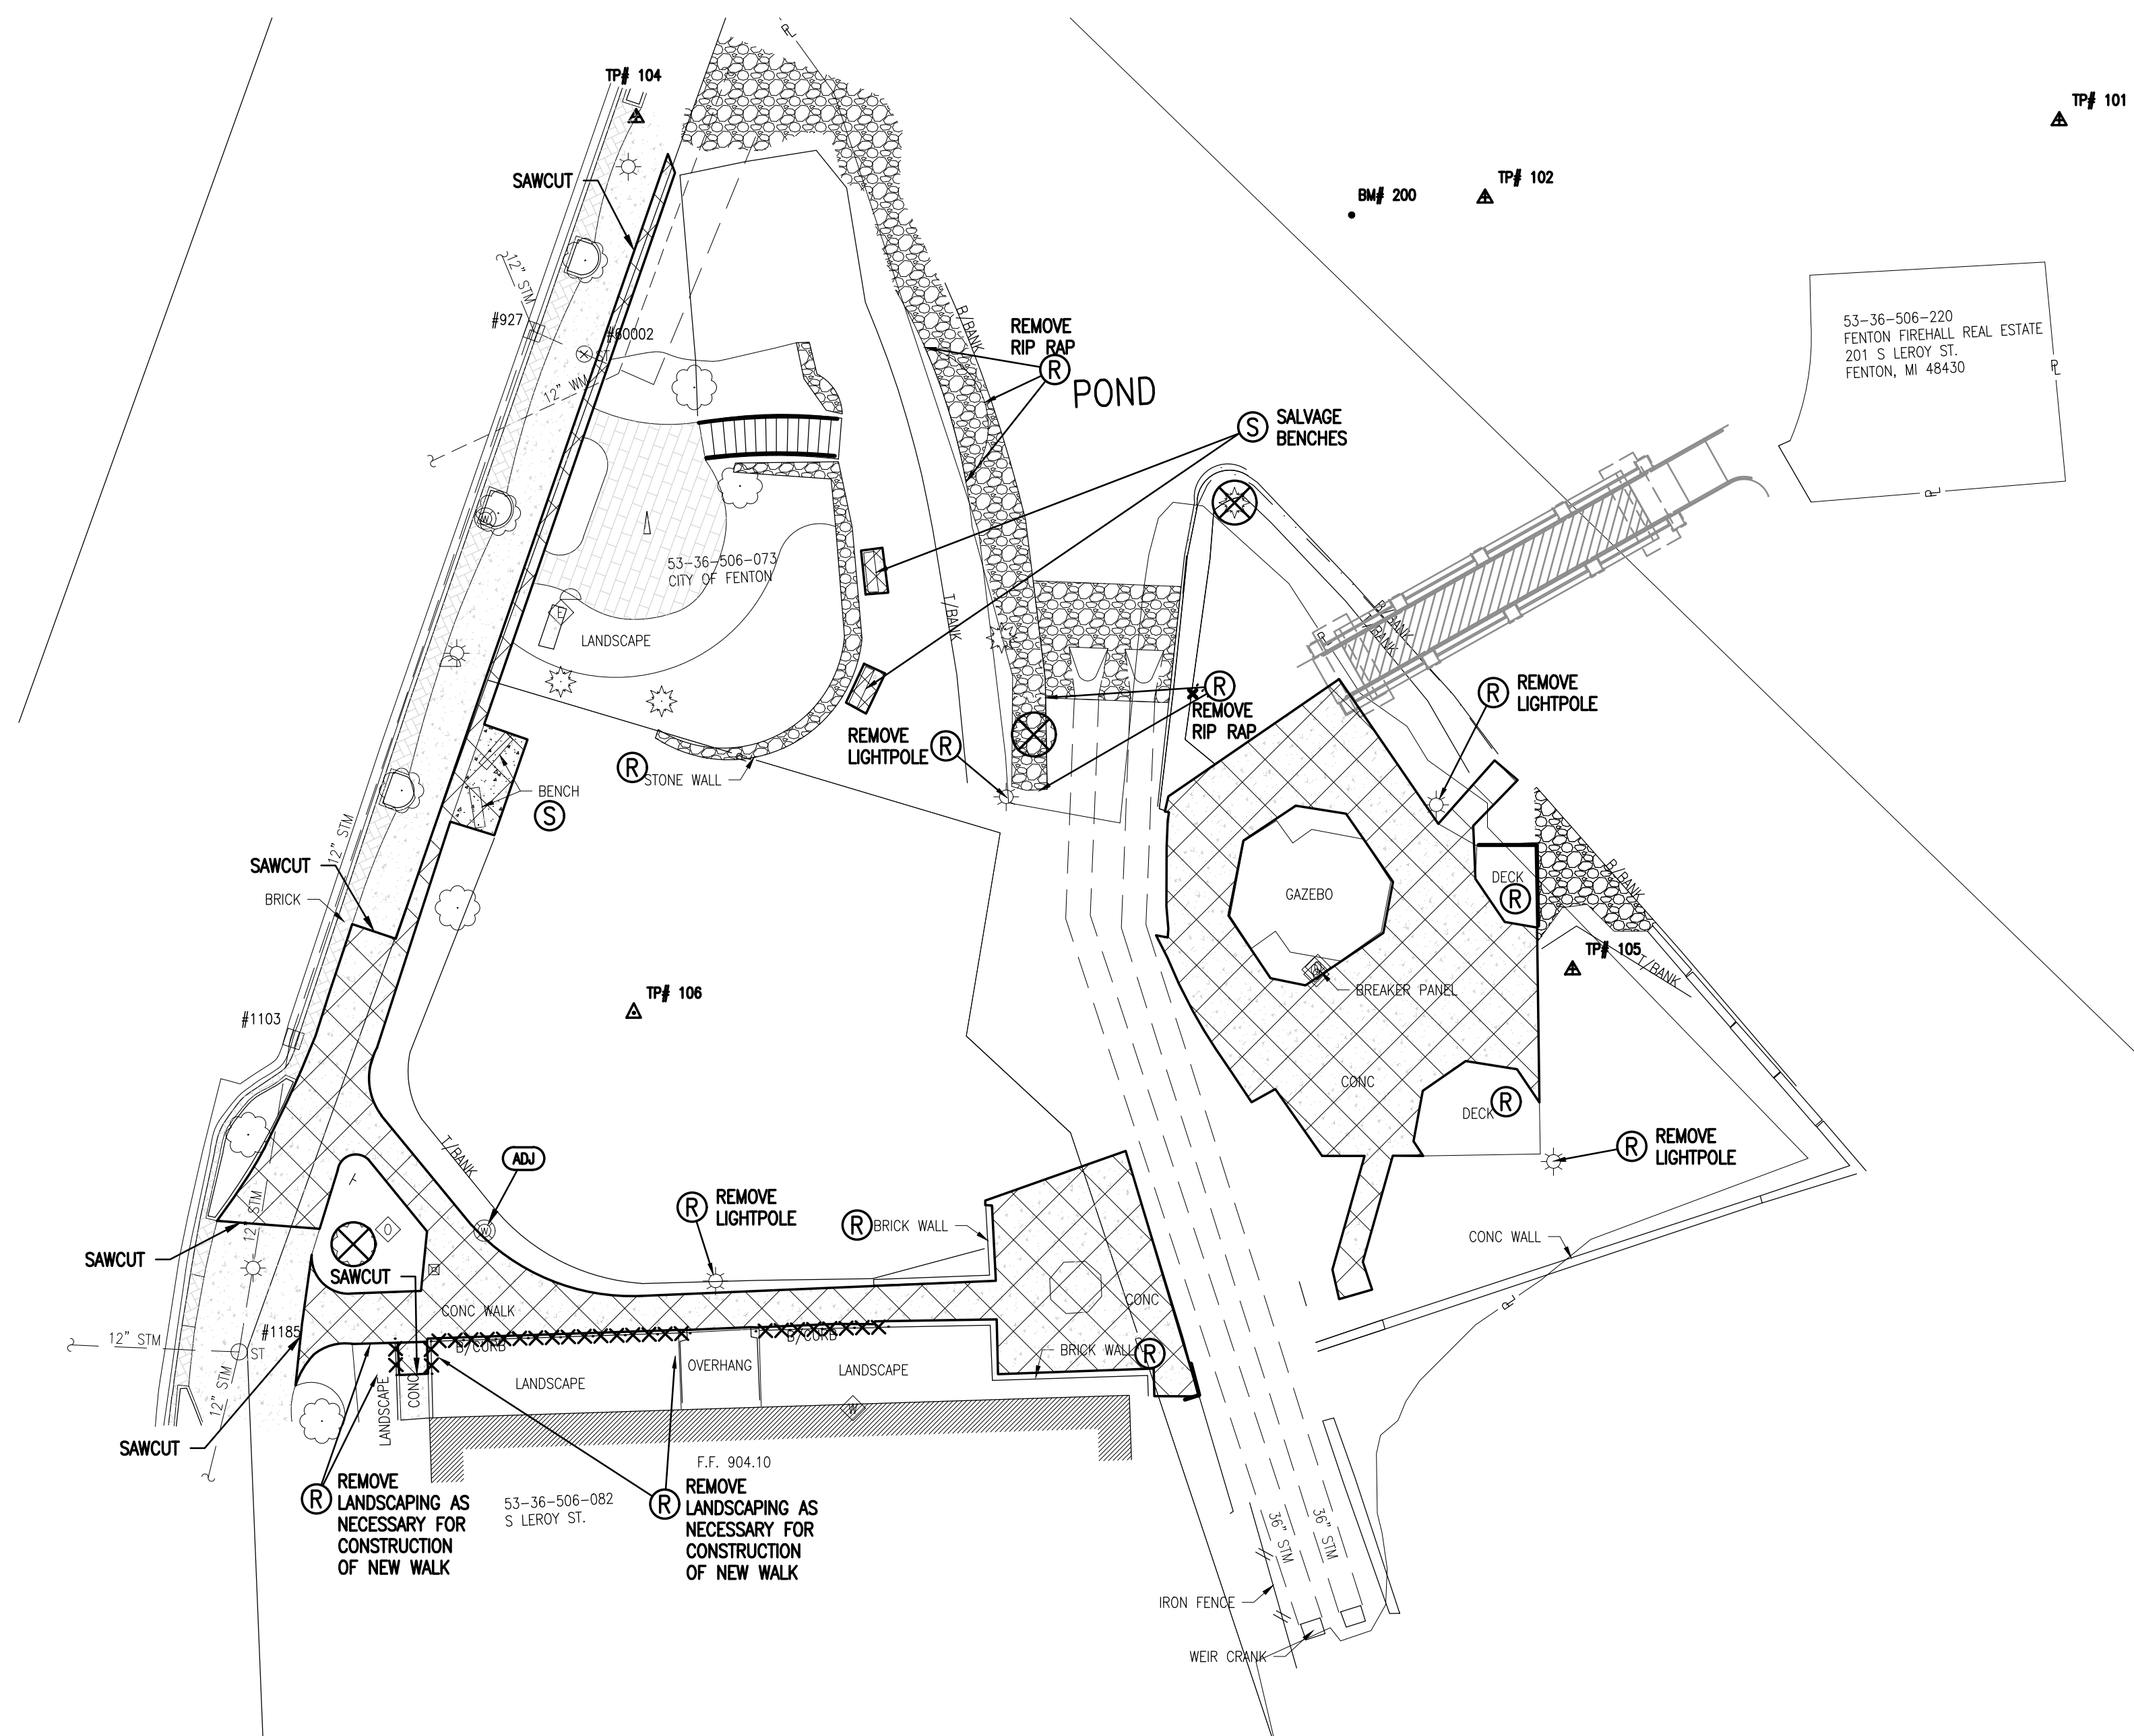 TP# 104
TP# 101
TP# 102
BM# 200
SAWCUT
12" STM
#927
#60002
ST
12" WM
B/BANK
REMOVE
RIP RAP
R
POND
S
SALVAGE
BENCHES
53-36-506-220
FENTON FIREHALL REAL ESTATE
201 S LEROY ST.
FENTON, MI 48430
W
53-36-506-073
CITY OF FENTON
E
LANDSCAPE
T/BANK
B/BANK
T/BANK
R
REMOVE
RIP RAP
R
REMOVE
LIGHTPOLE
REMOVE
LIGHTPOLE
R
R
STONE WALL
BENCH
S
12" STM
SAWCUT
BRICK
GAZEBO
DECK
R
B/BANK
TP# 105
T/BANK
BREAKER PANEL
TP# 106
#1103
CONC
DECK
R
R
REMOVE
LIGHTPOLE
T/BANK
ADJ
W
R
REMOVE
LIGHTPOLE
R
BRICK WALL
CONC WALL
12" STM
SAWCUT
SAWCUT
CONC WALK
CONC
#1185
12" STM
ST
B/CURB
B/CURB
BRICK WALL
R
OVERHANG
LANDSCAPE
LANDSCAPE
LANDSCAPE
CONC
12" STM
W
SAWCUT
F.F. 904.10
R
REMOVE
LANDSCAPING AS
NECESSARY FOR
CONSTRUCTION
OF NEW WALK
53-36-506-082
S LEROY ST.
R
REMOVE
LANDSCAPING AS
NECESSARY FOR
CONSTRUCTION
OF NEW WALK
36" STM
36" STM
IRON FENCE
WEIR CRANK